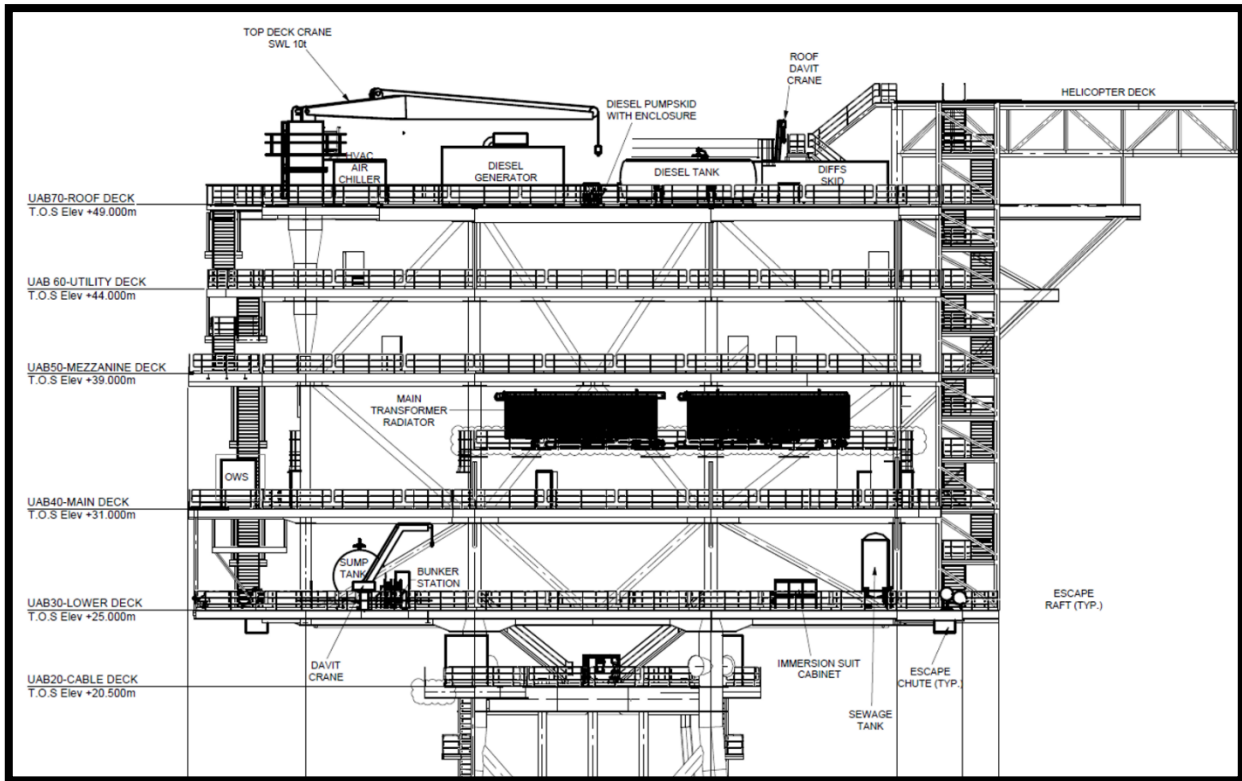 TOP DECK CRANE
SWL 10t
ROOF
DAVIT
CRANE
DIESEL PUMPSKID
WITH ENCLOSURE
HELICOPTER DECK
HVAC
AIR
CHILLER
DIESEL
GENERATOR
DIESEL TANK
DIFFS
SKID
UAB70-ROOF DECK
T.O.S Elev +49.000m
UAB 60-UTILITY DECK
T.O.S Elev +44.000m
UAB50-MEZZANINE DECK
T.O.S Elev +39.000m
MAIN
TRANSFORMER
RADIATOR
OWS
UAB40-MAIN DECK
T.O.S Elev +31.000m
SUMP
TANK
BUNKER
STATION
UAB30-LOWER DECK
T.O.S Elev +25.000m
ESCAPE
RAFT (TYP.)
DAVIT
CRANE
IMMERSION SUIT
CABINET
ESCAPE
CHUTE (TYP.)
UAB20-CABLE DECK
T.O.S Elev +20.500m
SEWAGE
TANK